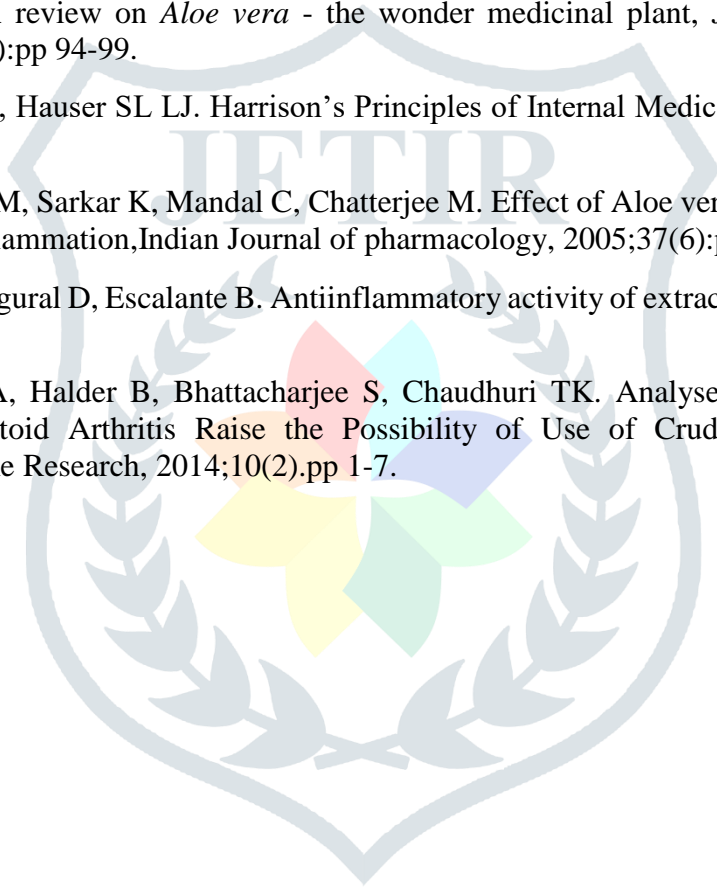 review on Aloe vera - the wonder medicinal plant, J
):pp 94-99.
, Hauser SL LJ. Harrison's Principles of Internal Medic
JETIR
M, Sarkar K, Mandal C, Chatterjee M. Effect of Aloe ver
lammation,Indian Journal of pharmacology, 2005;37(6):p
gural D, Escalante B. Antiinflammatory activity of extrac
A, Halder B, Bhattacharjee S, Chaudhuri TK. Analyse
toid Arthritis Raise the Possibility of Use of Crud
e Research, 2014;10(2).pp 1-7.